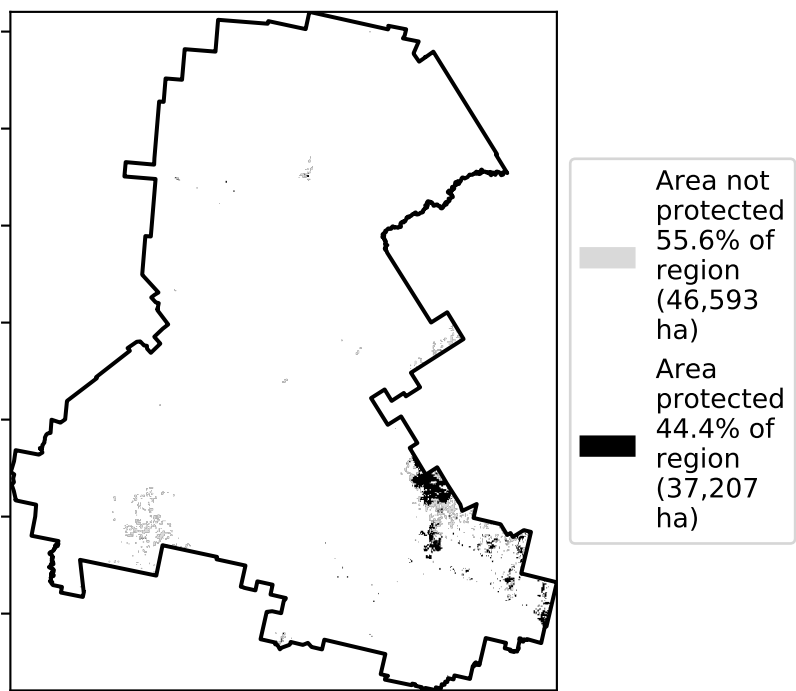 Area not
protected
55.6% of
region
(46,593
ha)
Area
protected
44.4% of
region
(37,207
ha)